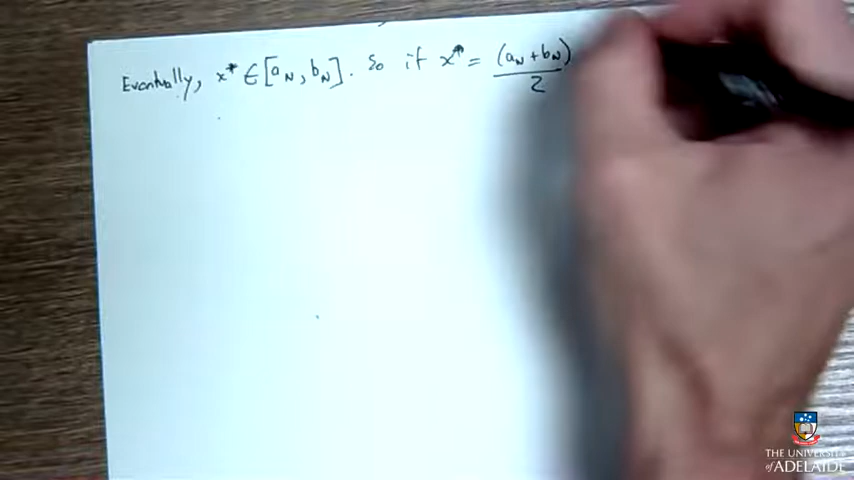 Eventually, x* ∈ [a_N, b_N]. So if x* = (a_N + b_N) / 2
THE UNIVERSITY
of ADELAIDE